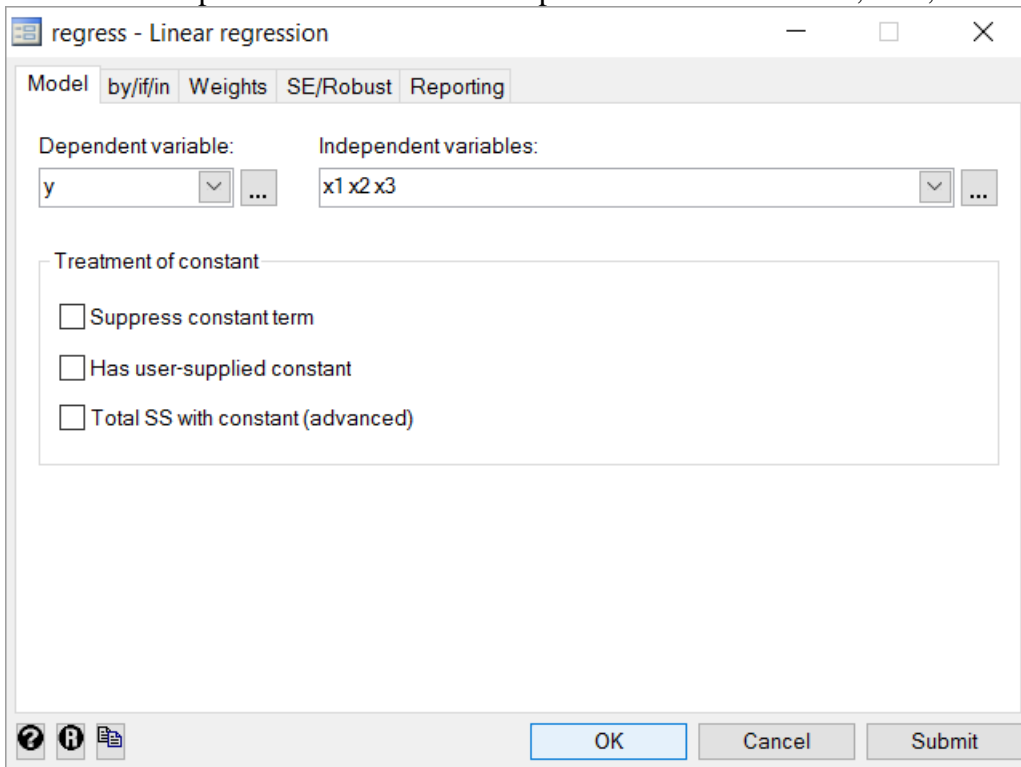 regress - Linear regression
Model by/if/in Weights SE/Robust Reporting
Dependent variable: Independent variables:
y ... x1 x2 x3 ...
Treatment of constant
Suppress constant term
Has user-supplied constant
Total SS with constant (advanced)
OK Cancel Submit